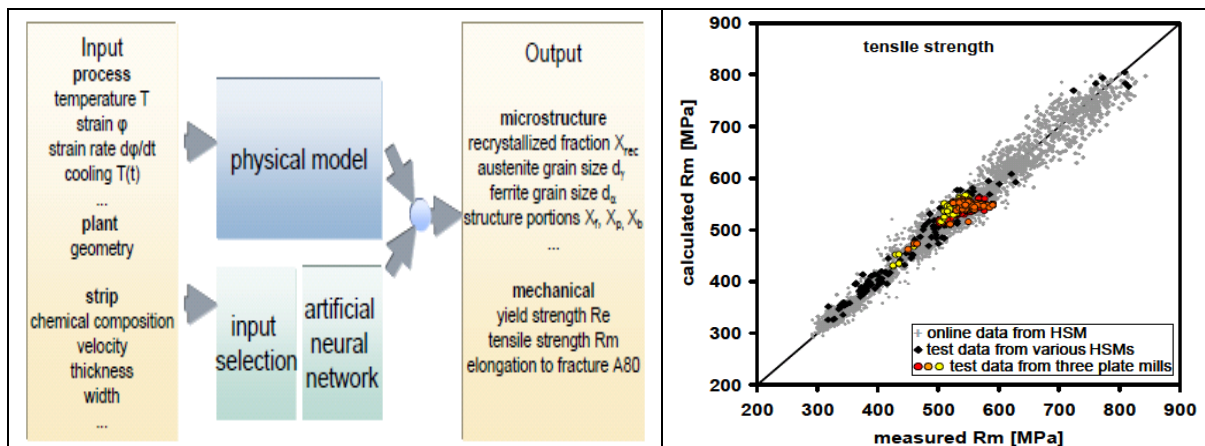 Input
process
temperature T
strain φ
strain rate dφ/dt
cooling T(t)
...
plant
geometry
strip
chemical composition
velocity
thickness
width
...
physical model
input
selection
artificial
neural
network
Output
microstructure
recrystallized fraction Xrec
austenite grain size dγ
ferrite grain size dα
structure portions Xf, Xp, Xb
...
mechanical
yield strength Re
tensile strength Rm
elongation to fracture A80
tensile strength
calculated Rm [MPa]
900
800
700
600
500
400
300
200
online data from HSM
test data from various HSMs
test data from three plate mills
200 300 400 500 600 700 800 900
measured Rm [MPa]